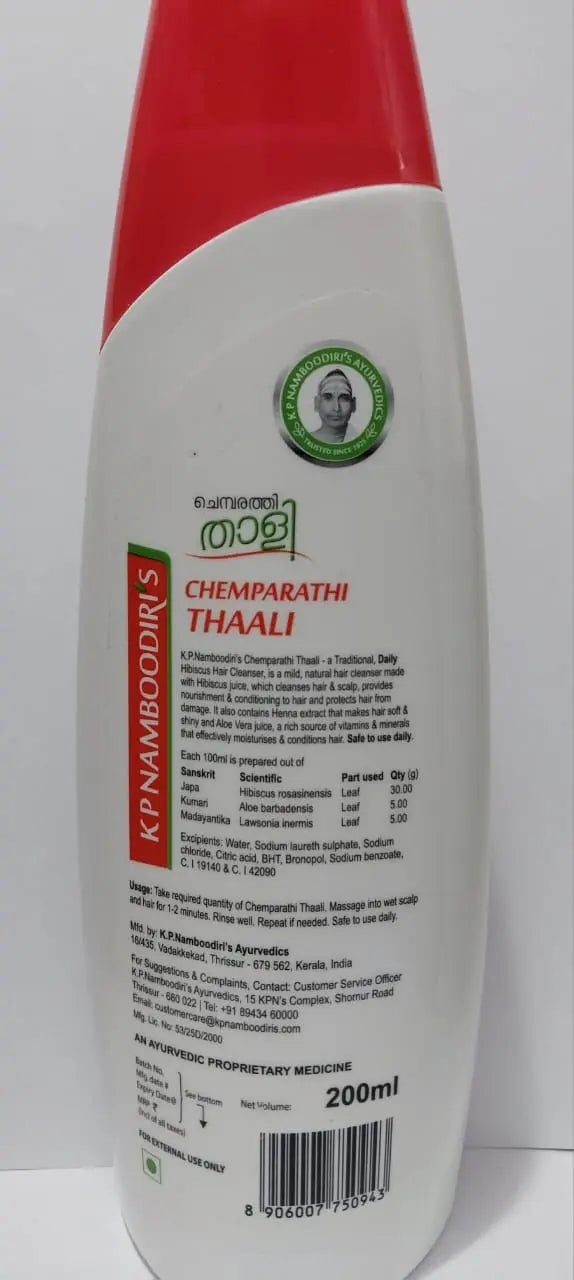 K P NAMBOODIRI'S AYURVEDICS
TRUSTED SINCE 1925
ചെമ്പരത്തി
താളി
KP NAMBOODIRI'S
CHEMPARATHI
THAALI
K.P.Namboodiri's Chemparathi Thaali - a Traditional, Daily
Hibiscus Hair Cleanser, is a mild, natural hair cleanser made
with Hibiscus juice, which cleanses hair & scalp, provides
nourishment & conditioning to hair and protects hair from
damage. It also contains Henna extract that makes hair soft &
shiny and Aloe Vera juice, a rich source of vitamins & minerals
that effectively moisturises & conditions hair. Safe to use daily.
Each 100ml is prepared out of
Sanskrit Scientific Part used Qty (g)
Japa Hibiscus rosasinensis Leaf 30.00
Kumari Aloe barbadensis Leaf 5.00
Madayantika Lawsonia inermis Leaf 5.00
Excipients: Water, Sodium laureth sulphate, Sodium
chloride, Citric acid, BHT, Bronopol, Sodium benzoate,
C. I 19140 & C. I 42090
Usage: Take required quantity of Chemparathi Thaali. Massage into wet scalp
and hair for 1-2 minutes. Rinse well. Repeat if needed. Safe to use daily.
Mfd. by: K.P.Namboodiri's Ayurvedics
16/435, Vadakkekad, Thrissur - 679 562, Kerala, India
For Suggestions & Complaints, Contact: Customer Service Officer
K.P.Namboodiri's Ayurvedics, 15 KPN's Complex, Shornur Road
Thrissur - 680 022 | Tel: +91 89434 60000
Email: customercare@kpnamboodiris.com
Mfg. Lic. No: 53/25D/2000
AN AYURVEDIC PROPRIETARY MEDICINE
Batch No.
Mfg. date #
Expiry Date@
MRP ₹
(incl of all taxes)
See bottom
Net Volume: 200ml
FOR EXTERNAL USE ONLY
8 906007 750943